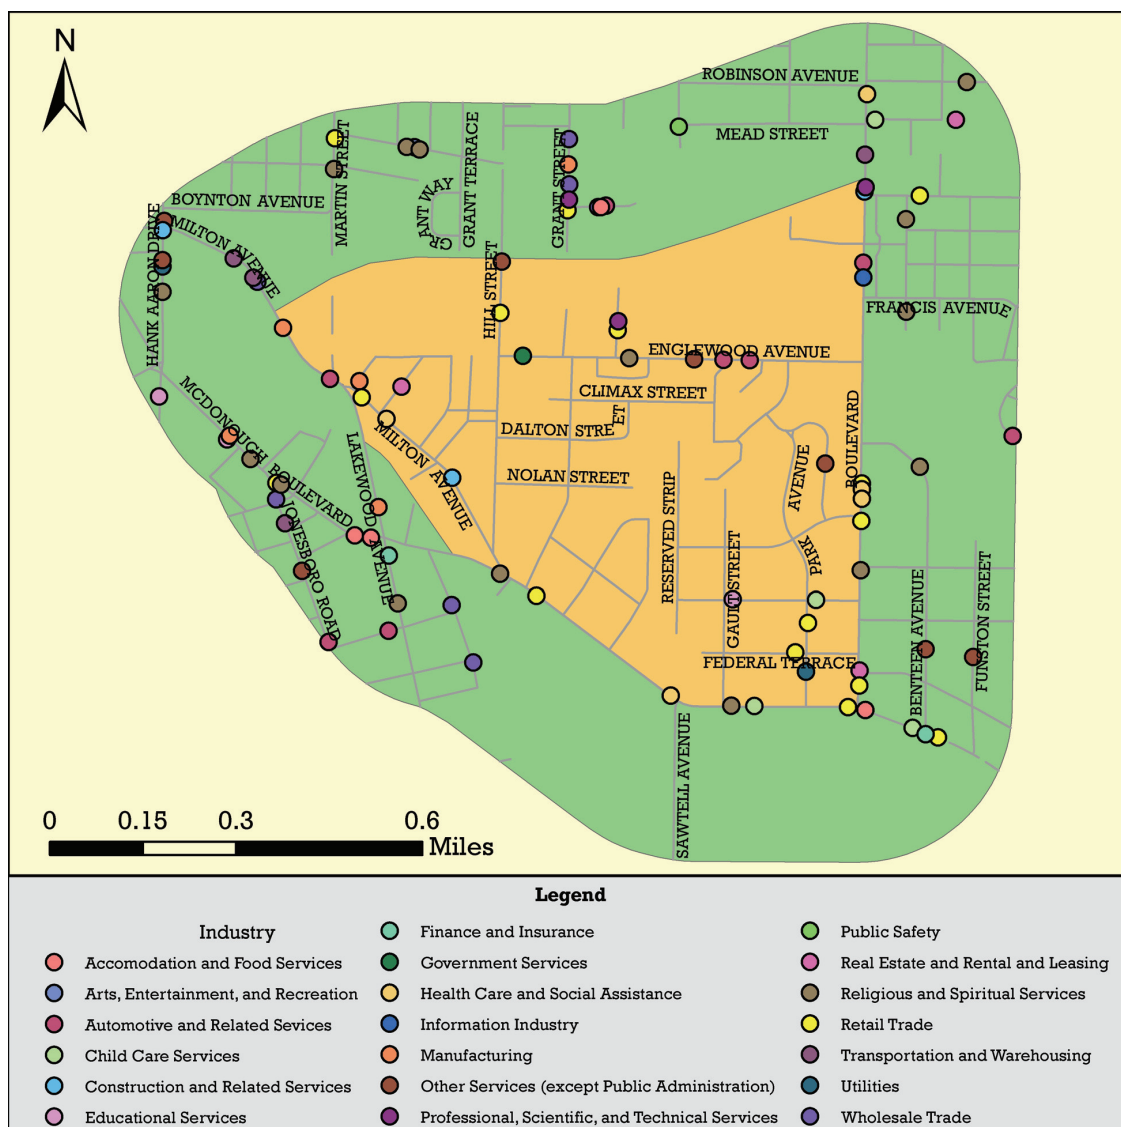 N
ROBINSON AVENUE
MEAD STREET
MARTIN STREET
GRANT TERRACE
GRANT STREET
GRANT WAY
BOYNTON AVENUE
HANK AARON DRIVE
MILTON AVENUE
HILL STREET
FRANCIS AVENUE
ENGLEWOOD AVENUE
CLIMAX STREET
DALTON STREET
NOLAN STREET
MCDONOUGH BOULEVARD
LAKEWOOD AVENUE
MILTON AVENUE
BOULEVARD
PARK AVENUE
RESERVED STRIP
GAULT STREET
JONESBORO ROAD
FEDERAL TERRACE
BENTEEN AVENUE
FUNSTON STREET
SAWTELL AVENUE
0 0.15 0.3 0.6
Miles
Legend
Industry
Accomodation and Food Services
Arts, Entertainment, and Recreation
Automotive and Related Sevices
Child Care Services
Construction and Related Services
Educational Services
Finance and Insurance
Government Services
Health Care and Social Assistance
Information Industry
Manufacturing
Other Services (except Public Administration)
Professional, Scientific, and Technical Services
Public Safety
Real Estate and Rental and Leasing
Religious and Spiritual Services
Retail Trade
Transportation and Warehousing
Utilities
Wholesale Trade